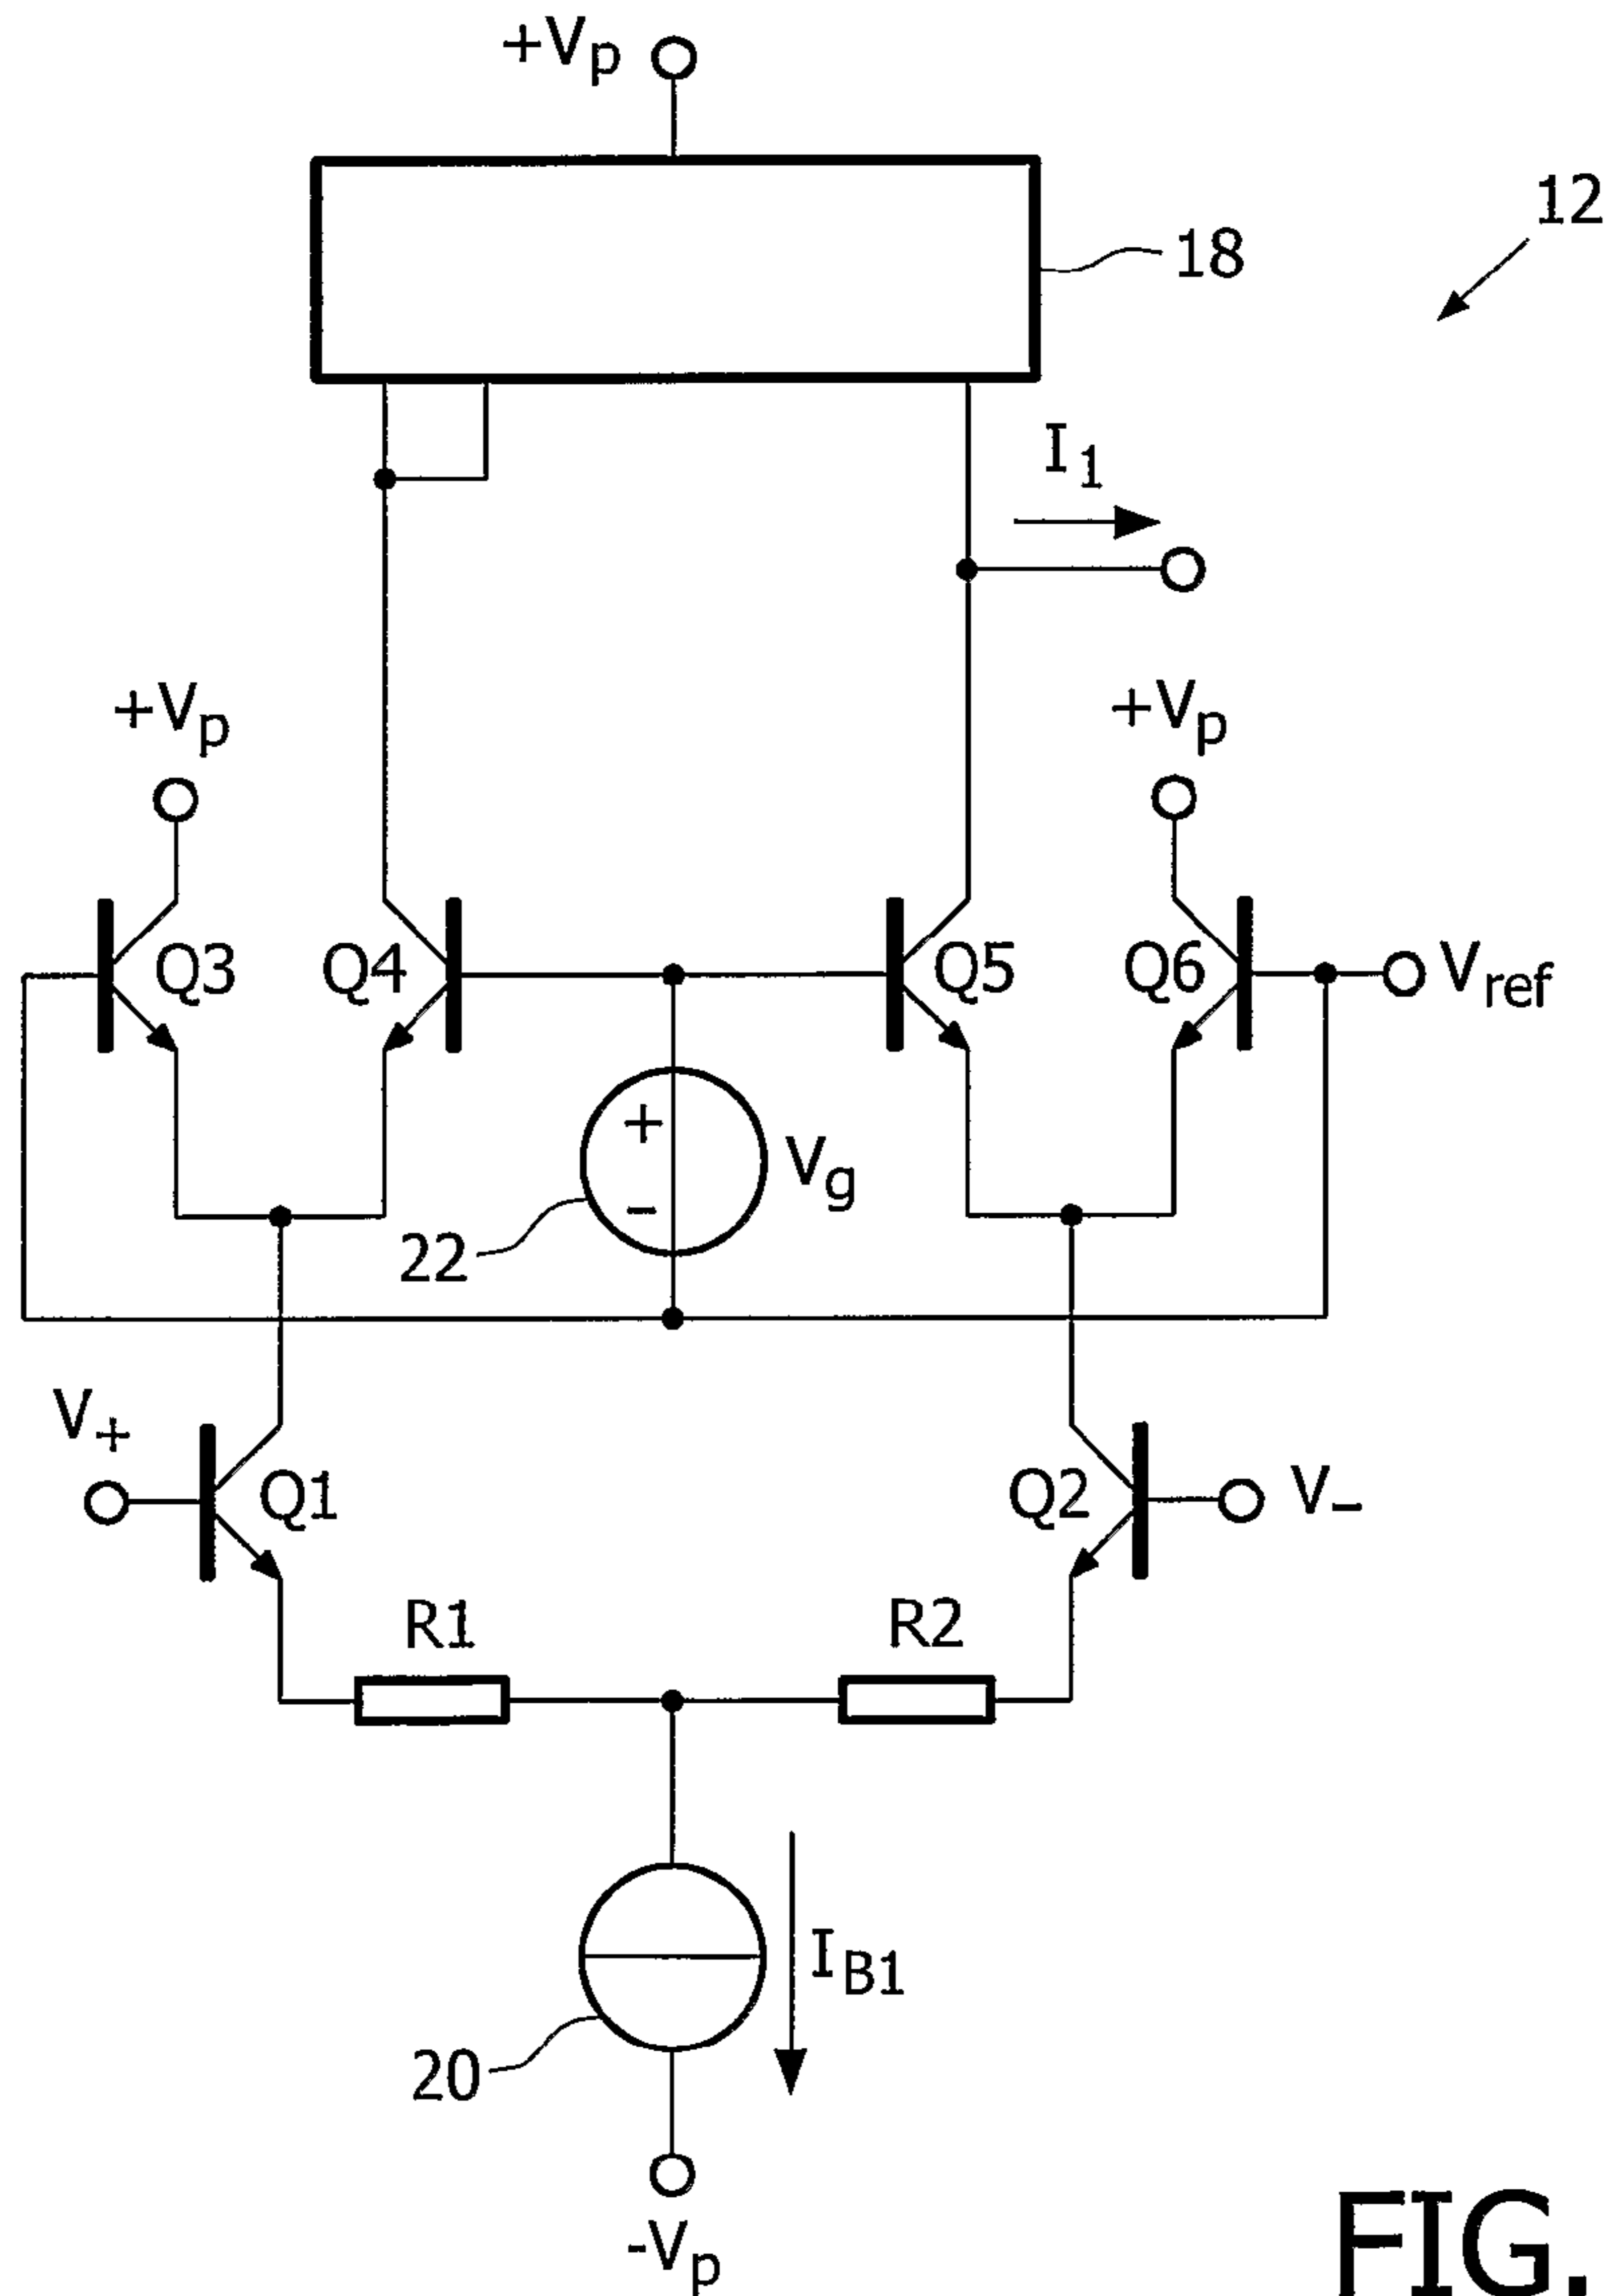 +Vp
12
18
I1
+Vp
+Vp
Q3
Q4
Q5
Q6
Vref
+
-
Vg
22
V+
Q1
Q2
V-
R1
R2
IB1
20
-Vp
FIG.